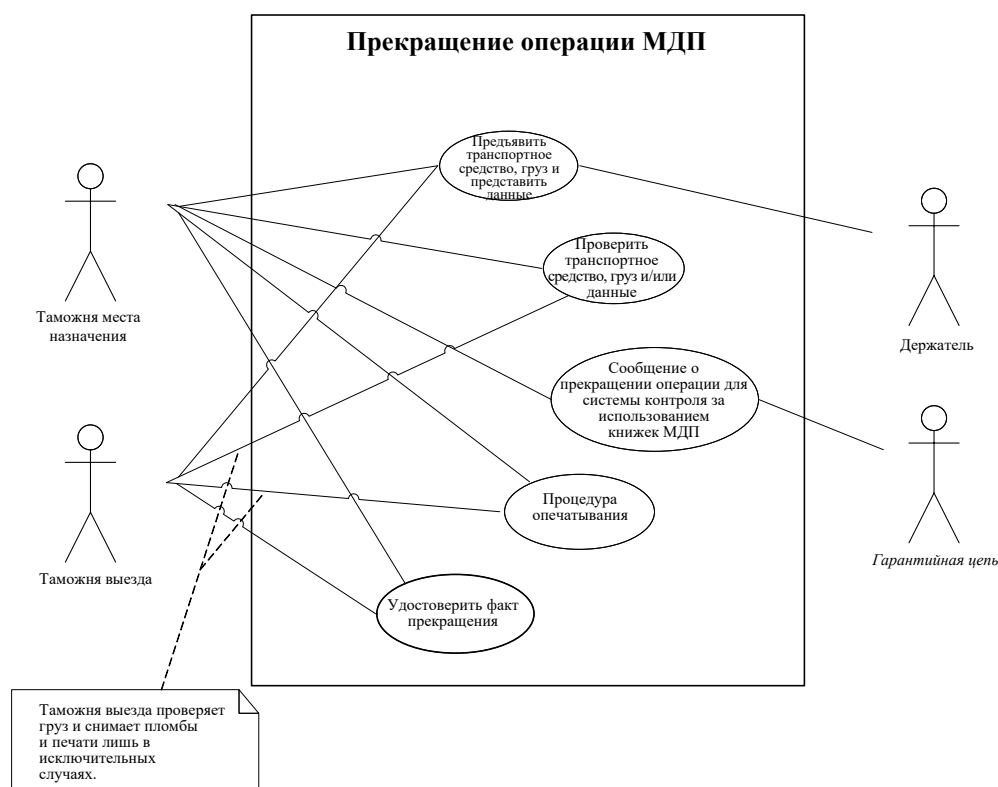 Прекращение операции МДП
Предъявить
транспортное
средство, груз и
представить
данные
Проверить
транспортное
средство, груз и/или
данные
Таможня места
назначения
Держатель
Сообщение о
прекращении операции для
системы контроля за
использованием
книжек МДП
Процедура
опечатывания
Таможня выезда
Гарантийная цепь
Удостоверить факт
прекращения
Таможня выезда проверяет
груз и снимает пломбы
и печати лишь в
исключительных
случаях.